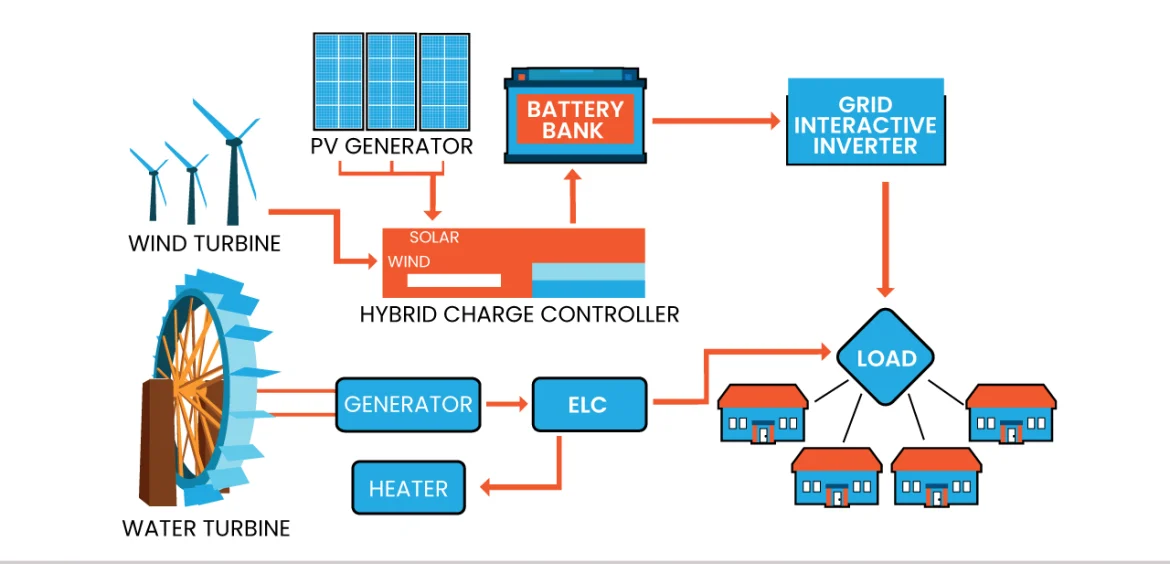 PV GENERATOR
BATTERY
BANK
GRID
INTERACTIVE
INVERTER
WIND TURBINE
SOLAR
WIND
HYBRID CHARGE CONTROLLER
LOAD
GENERATOR
ELC
HEATER
WATER TURBINE